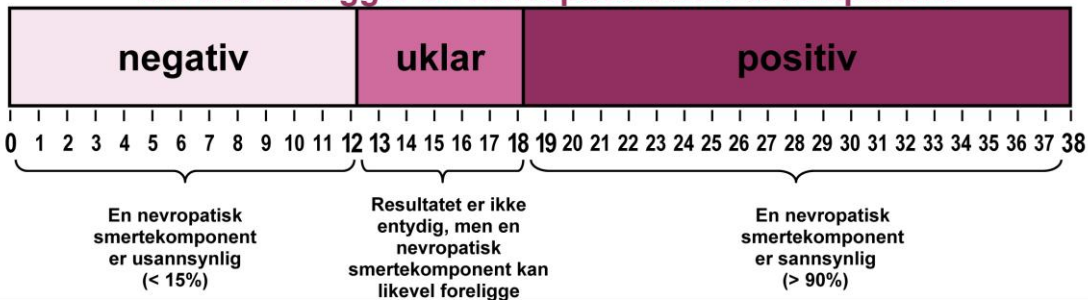 negativ uklar positiv
0 1 2 3 4 5 6 7 8 9 10 11 12 13 14 15 16 17 18 19 20 21 22 23 24 25 26 27 28 29 30 31 32 33 34 35 36 37 38
En nevropatisk
smertekomponent
er usannsynlig
(< 15%)
Resultatet er ikke
entydig, men en
nevropatisk
smertekomponent kan
likevel foreligge
En nevropatisk
smertekomponent
er sannsynlig
(> 90%)